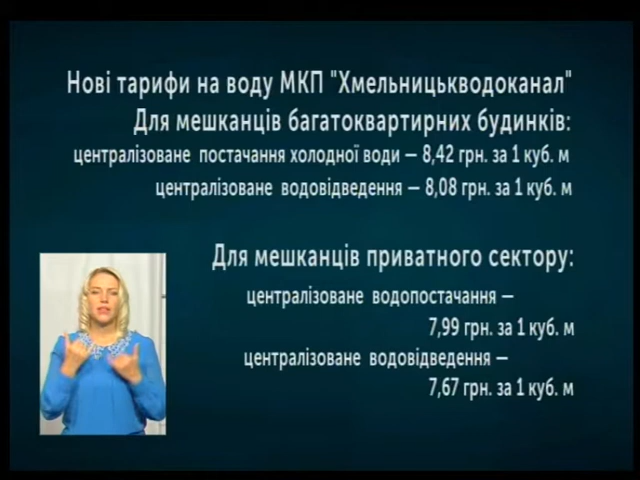 Нові тарифи на воду МКП "Хмельницькводоканал"
Для мешканців багатоквартирних будинків:
централізоване постачання холодної води – 8,42 грн. за 1 куб. м
централізоване водовідведення – 8,08 грн. за 1 куб. м
Для мешканців приватного сектору:
централізоване водопостачання –
7,99 грн. за 1 куб. м
централізоване водовідведення –
7,67 грн. за 1 куб. м